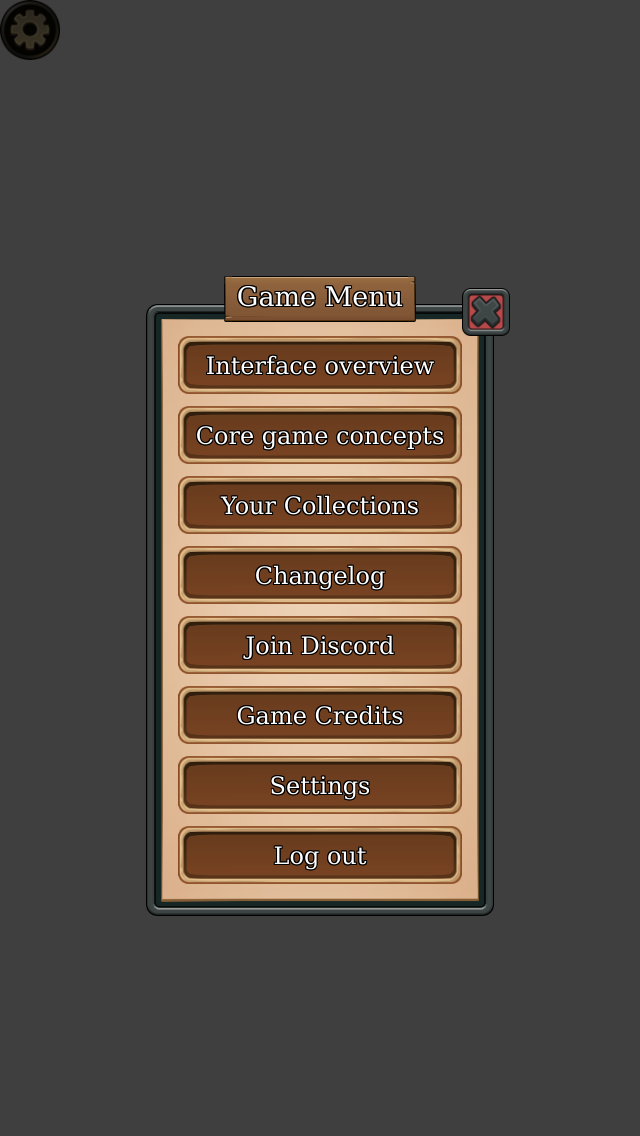 Game Menu
Interface overview
Core game concepts
Your Collections
Changelog
Join Discord
Game Credits
Settings
Log out